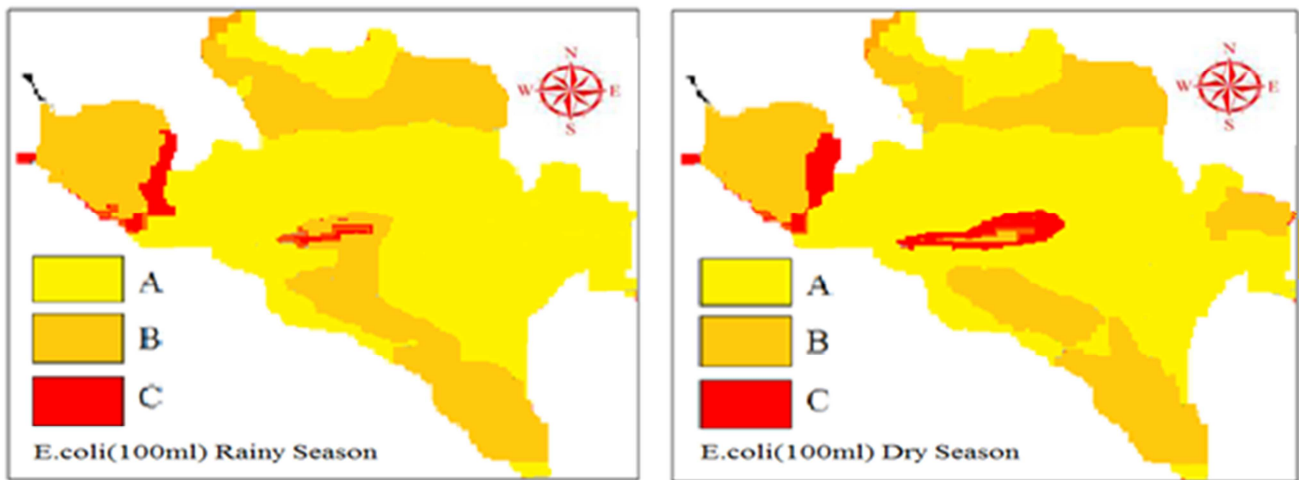 N
W E
S
A
B
C
E.coli(100ml) Rainy Season
N
W E
S
A
B
C
E.coli(100ml) Dry Season